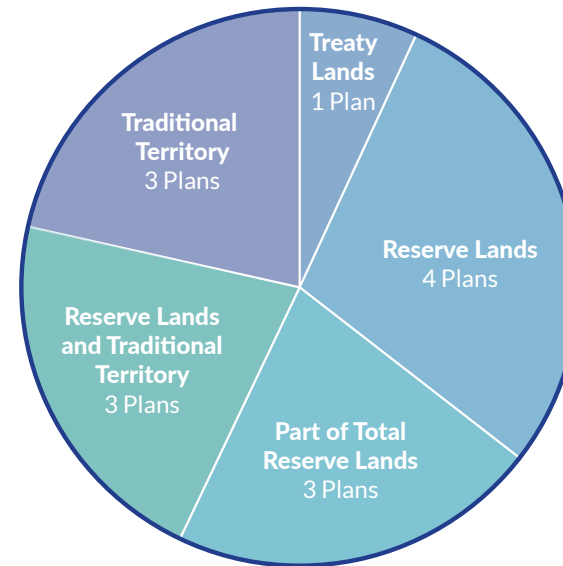 Treaty
Lands
1 Plan
Reserve Lands
4 Plans
Part of Total
Reserve Lands
3 Plans
Reserve Lands
and Traditional
Territory
3 Plans
Traditional
Territory
3 Plans